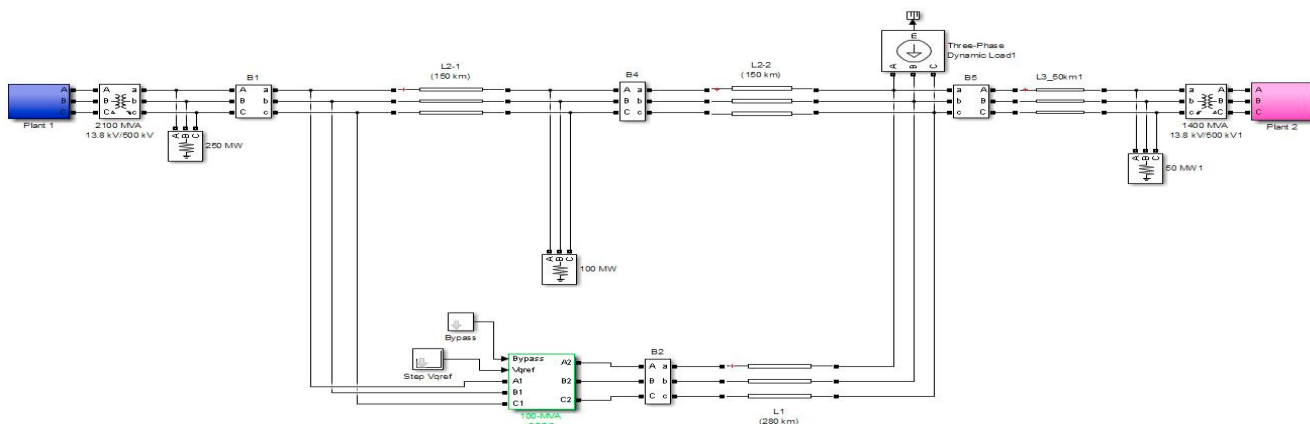 Three-Phase
Dynamic Load1
E
A B C
L2-1
(150 km)
L2-2
(150 km)
B1
B4
B5
L3_50km1
A A a A a A a a A a A A
B B b B b B b b B b B B
C C c C c C c c C c C C
Plant 1
2100 MVA
13.8 kV/500 kV
1400 MVA
13.8 kV/500 kV1
Plant 2
A B C
250 MW
A B C
50 MW1
A B C
100 MW
Bypass
Step Vqref
Bypass
Vqref
A1
B1
C1
A2
B2
C2
100-MVA
B2
A a
B b
C c
L1
(280 km)